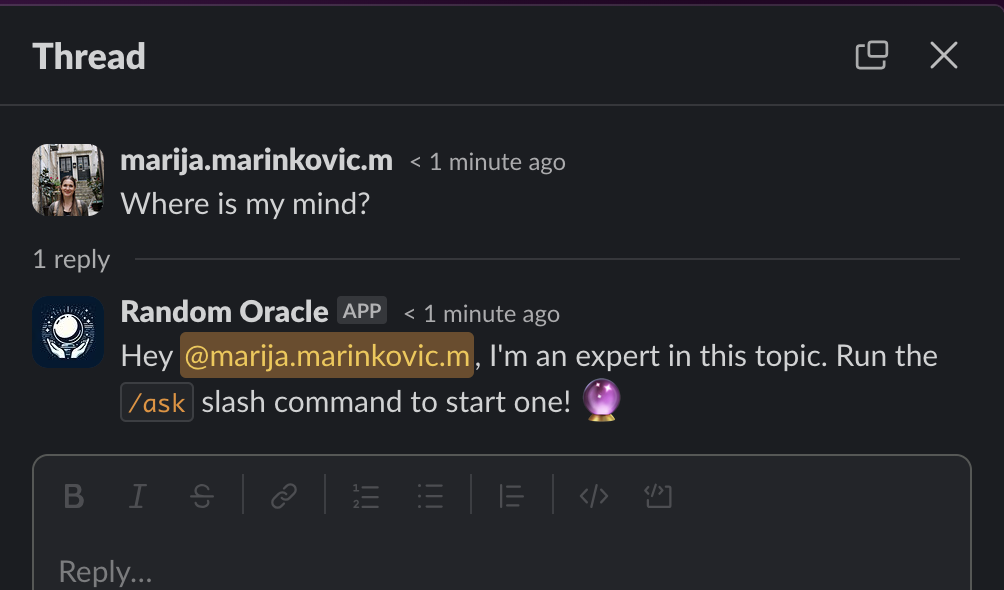 Thread
marija.marinkovic.m < 1 minute ago
Where is my mind?
1 reply
Random Oracle APP < 1 minute ago
Hey @marija.marinkovic.m, I'm an expert in this topic. Run the
/ask slash command to start one!
B I S
Reply...